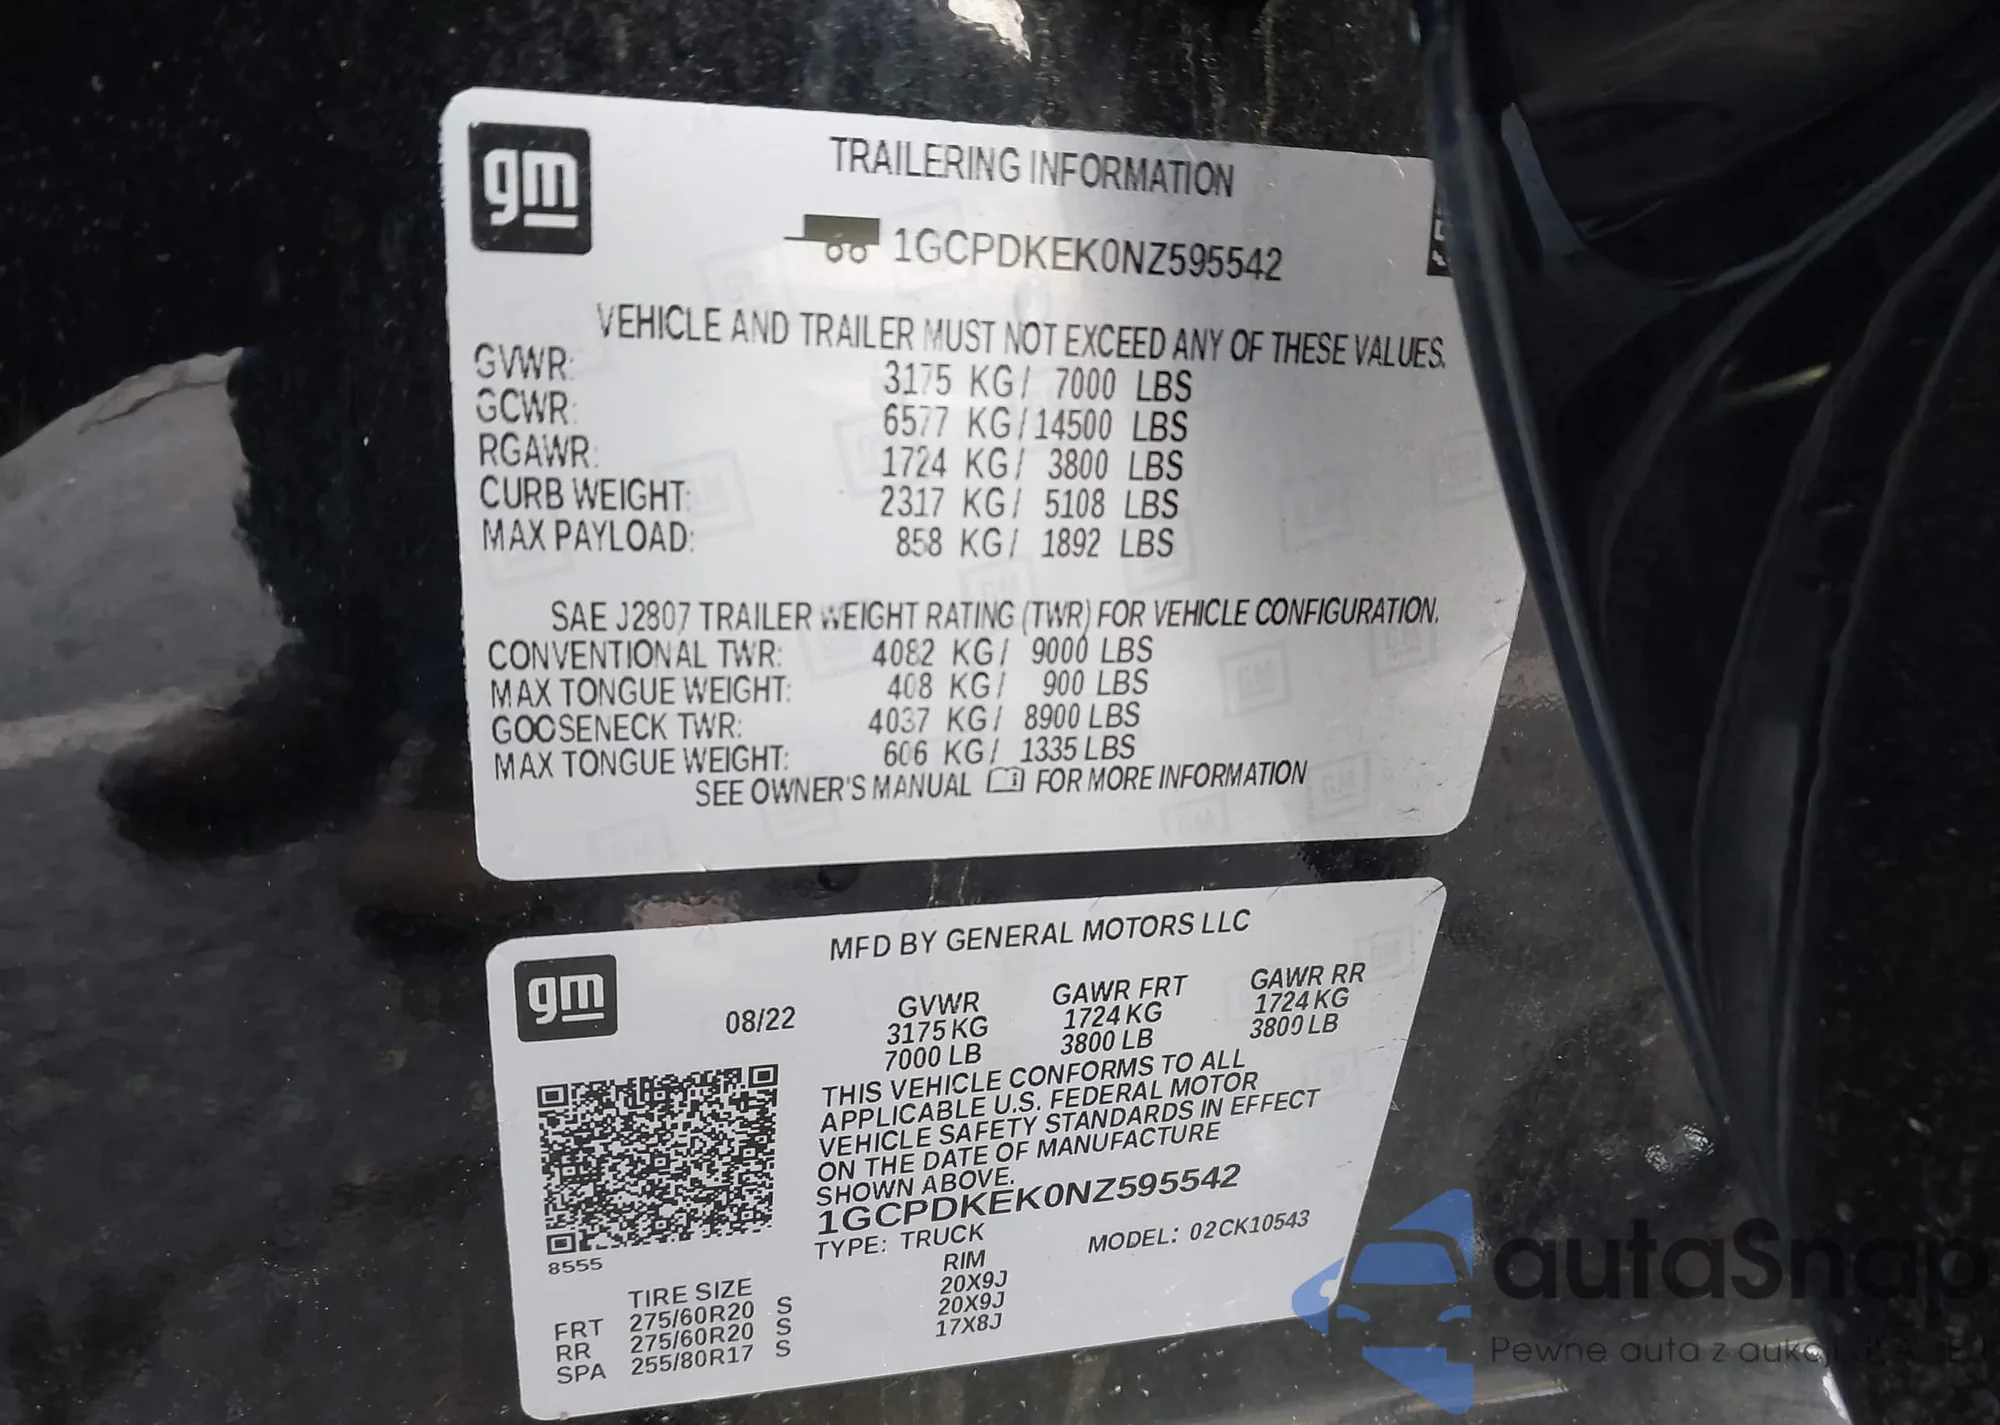 gm
TRAILERING INFORMATION
1GCPDKEK0NZ595542
VEHICLE AND TRAILER MUST NOT EXCEED ANY OF THESE VALUES.
GVWR: 3175 KG/ 7000 LBS
GCWR: 6577 KG/14500 LBS
RGAWR: 1724 KG/ 3800 LBS
CURB WEIGHT: 2317 KG/ 5108 LBS
MAX PAYLOAD: 858 KG/ 1892 LBS
SAE J2807 TRAILER WEIGHT RATING (TWR) FOR VEHICLE CONFIGURATION.
CONVENTIONAL TWR: 4082 KG/ 9000 LBS
MAX TONGUE WEIGHT: 408 KG/ 900 LBS
GOOSENECK TWR: 4037 KG/ 8900 LBS
MAX TONGUE WEIGHT: 606 KG/ 1335 LBS
SEE OWNER'S MANUAL FOR MORE INFORMATION
gm
MFD BY GENERAL MOTORS LLC
08/22
GVWR GAWR FRT GAWR RR
3175 KG 1724 KG 1724 KG
7000 LB 3800 LB 3800 LB
THIS VEHICLE CONFORMS TO ALL
APPLICABLE U.S. FEDERAL MOTOR
VEHICLE SAFETY STANDARDS IN EFFECT
ON THE DATE OF MANUFACTURE
SHOWN ABOVE.
1GCPDKEK0NZ595542
TYPE: TRUCK MODEL: 02CK10543
8555
TIRE SIZE RIM
FRT 275/60R20 S 20X9J
RR 275/60R20 S 20X9J
SPA 255/80R17 S 17X8J
autaSnap
Pewne auta z aukcji